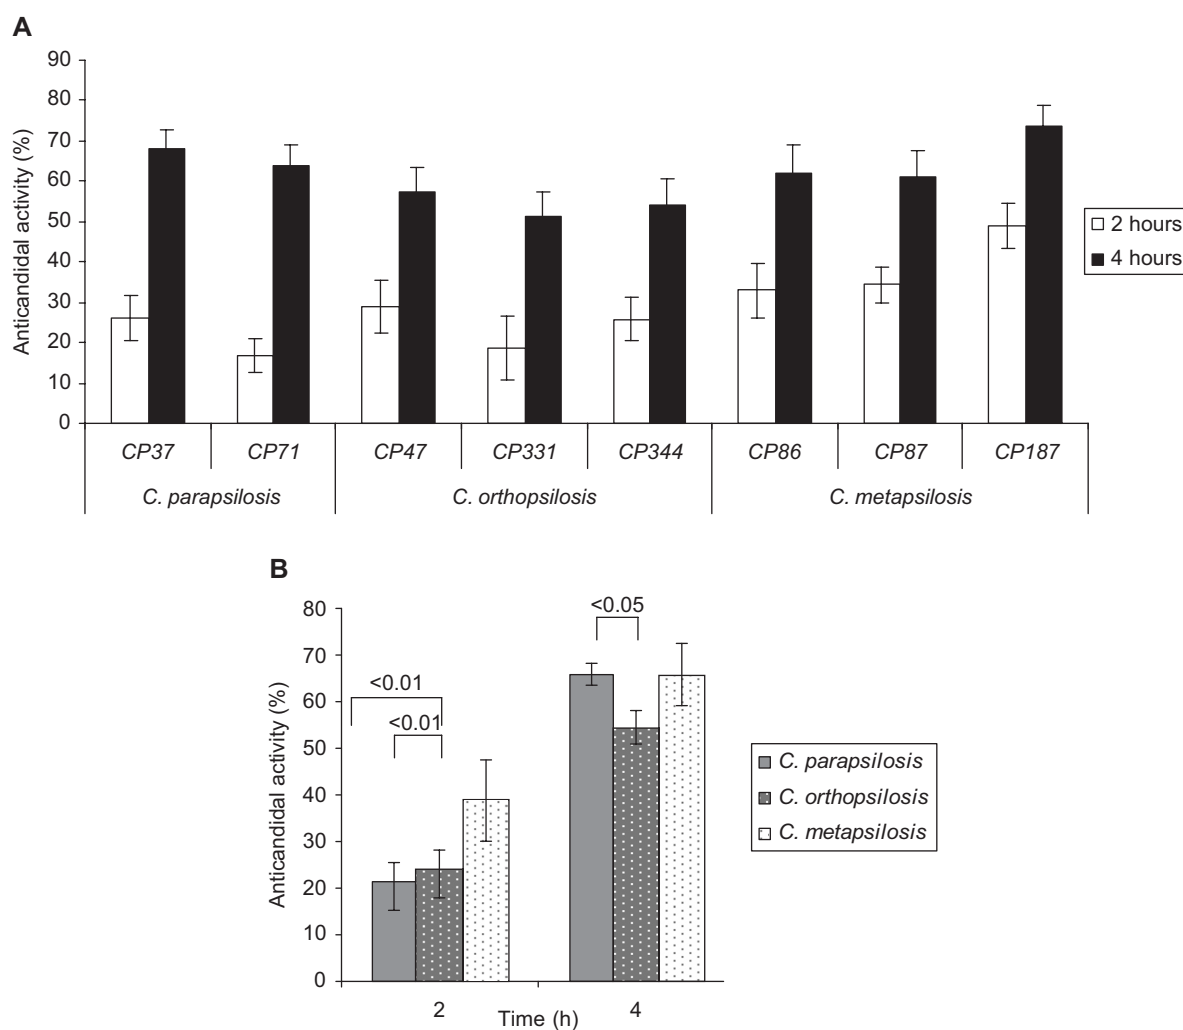 A
90
80
70
60
50
40
30
20
10
0
Anticandidal activity (%)
2 hours
4 hours
CP37 CP71 CP47 CP331 CP344 CP86 CP87 CP187
C. parapsilosis C. orthopsilosis C. metapsilosis
B
80
70
60
50
40
30
20
10
0
Anticandidal activity (%)
<0.01
<0.01
<0.05
C. parapsilosis
C. orthopsilosis
C. metapsilosis
2 4
Time (h)